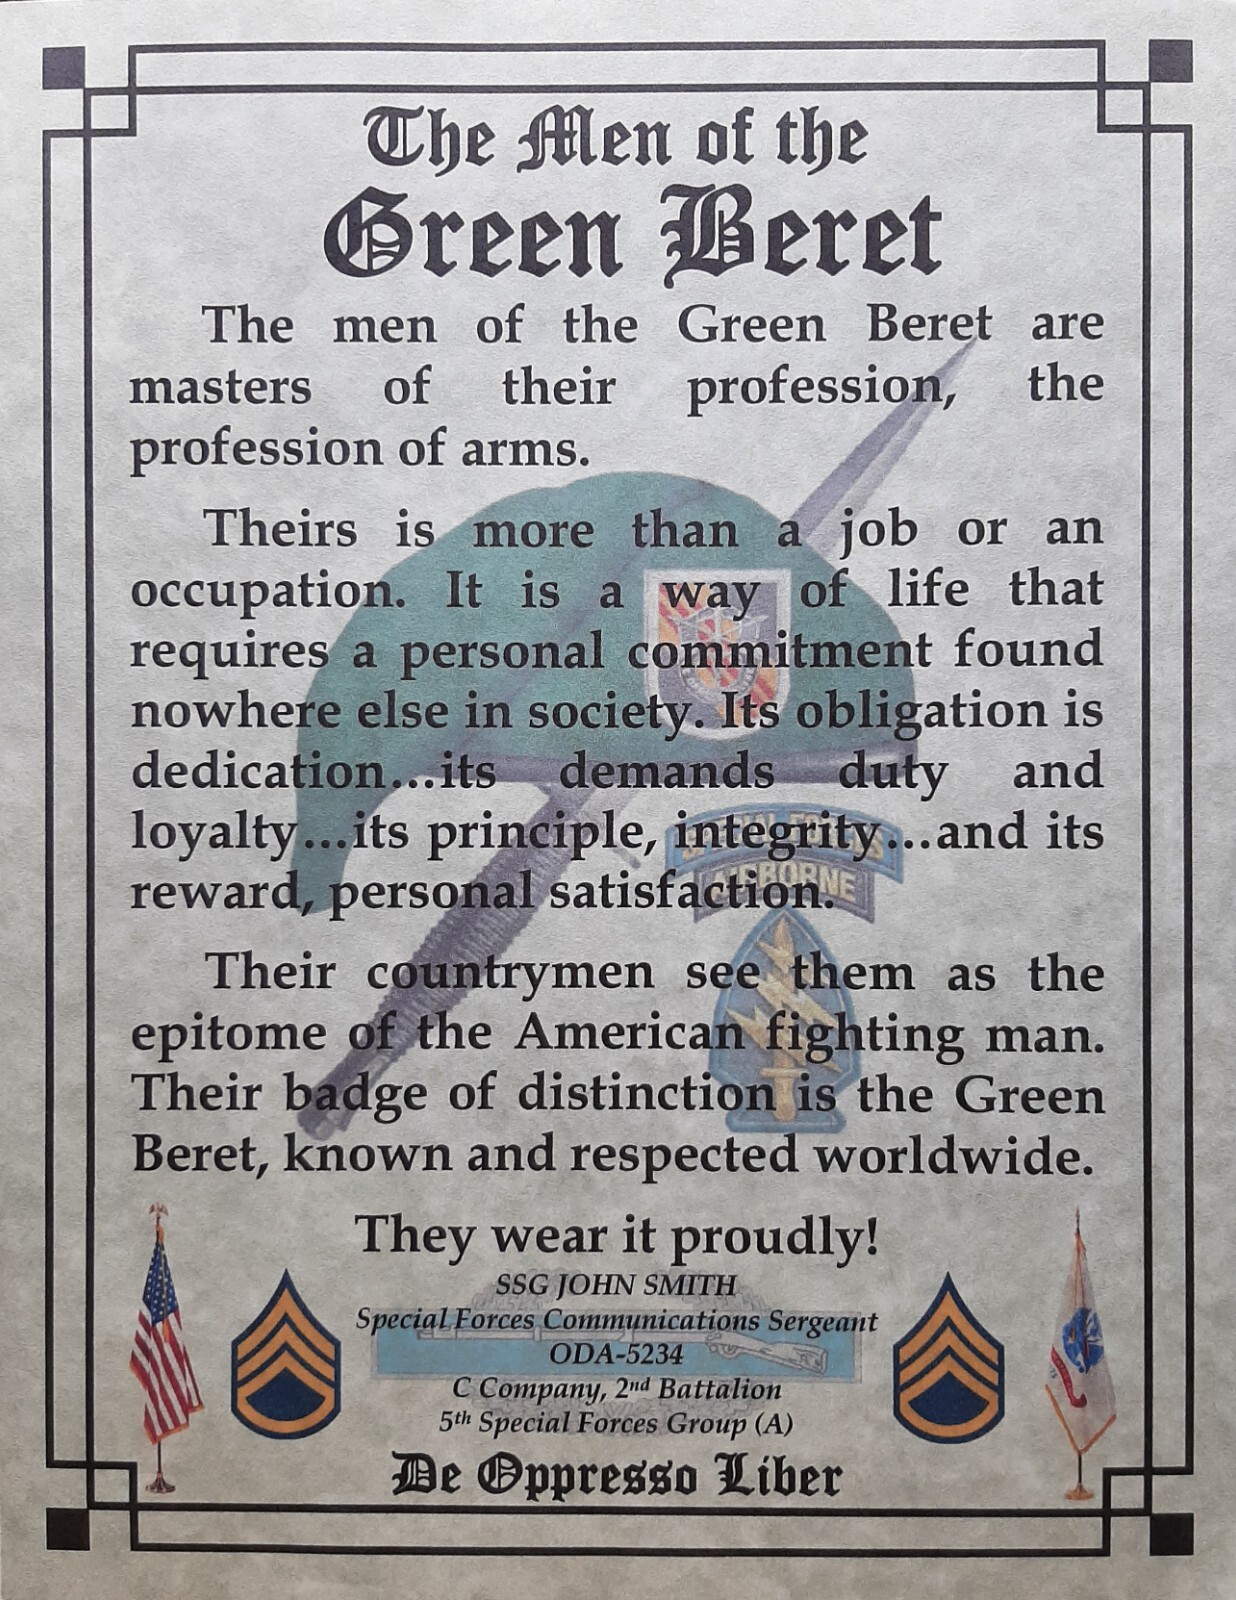 The Men of the
Green Beret
The men of the Green Beret are
masters of their profession, the
profession of arms.
Theirs is more than a job or an
occupation. It is a way of life that
requires a personal commitment found
nowhere else in society. Its obligation is
dedication...its demands duty and
loyalty...its principle, integrity...and its
reward, personal satisfaction.
SPECIAL FORCES
AIRBORNE
Their countrymen see them as the
epitome of the American fighting man.
Their badge of distinction is the Green
Beret, known and respected worldwide.
They wear it proudly!
SSG JOHN SMITH
Special Forces Communications Sergeant
ODA-5234
C Company, 2nd Battalion
5th Special Forces Group (A)
De Oppresso Liber